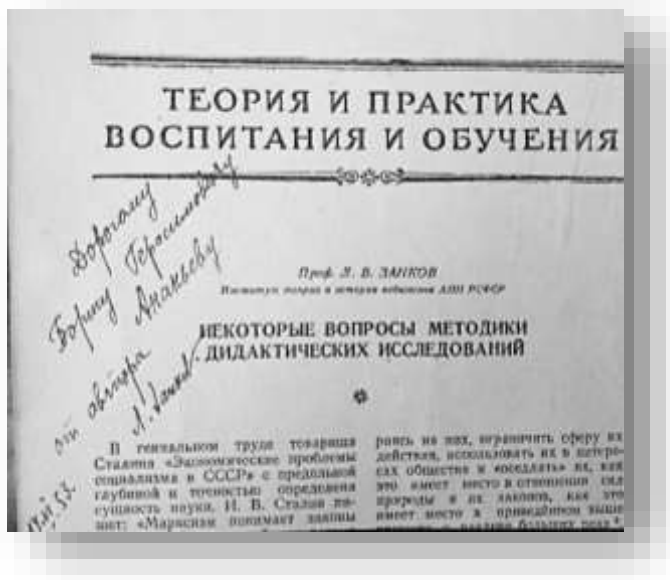 ТЕОРИЯ И ПРАКТИКА
ВОСПИТАНИЯ И ОБУЧЕНИЯ
Дорогому
Борису Герасимовичу
Ананьеву
от автора
Л. Занков
53
Проф. Л. В. ЗАНКОВ
Институт теории и истории педагогики АПН РСФСР
НЕКОТОРЫЕ ВОПРОСЫ МЕТОДИКИ
ДИДАКТИЧЕСКИХ ИССЛЕДОВАНИЙ
В гениальном труде товарища
Сталина «Экономические проблемы
социализма в СССР» с предельной
глубиной и точностью определена
сущность науки. И. В. Сталин пи-
шет: «Марксизм понимает законы
рясь на них, ограничить сферу их
действия, использовать их в интере-
сах общества и «оседлать» их, как
это имеет место в отношении сил
природы и их законов, как это
имеет место в приведённом выше